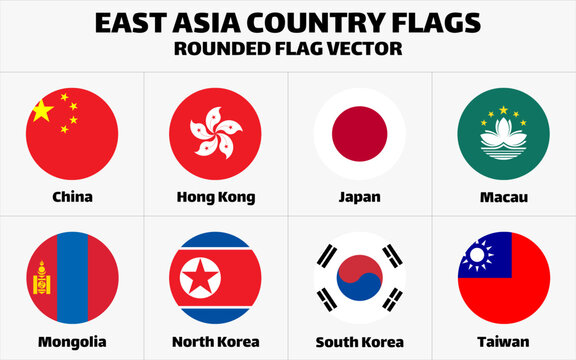 EAST ASIA COUNTRY FLAGS
ROUNDED FLAG VECTOR
China
Hong Kong
Japan
Macau
Mongolia
North Korea
South Korea
Taiwan